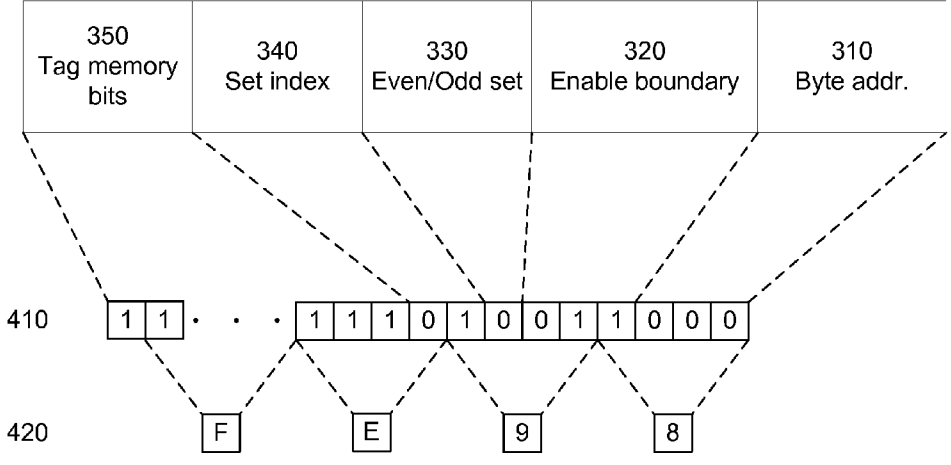 350 340 330 320 310
Tag memory bits Set index Even/Odd set Enable boundary Byte addr.
410 1 1 · · · 1 1 1 0 1 0 0 1 1 0 0 0
420 F E 9 8